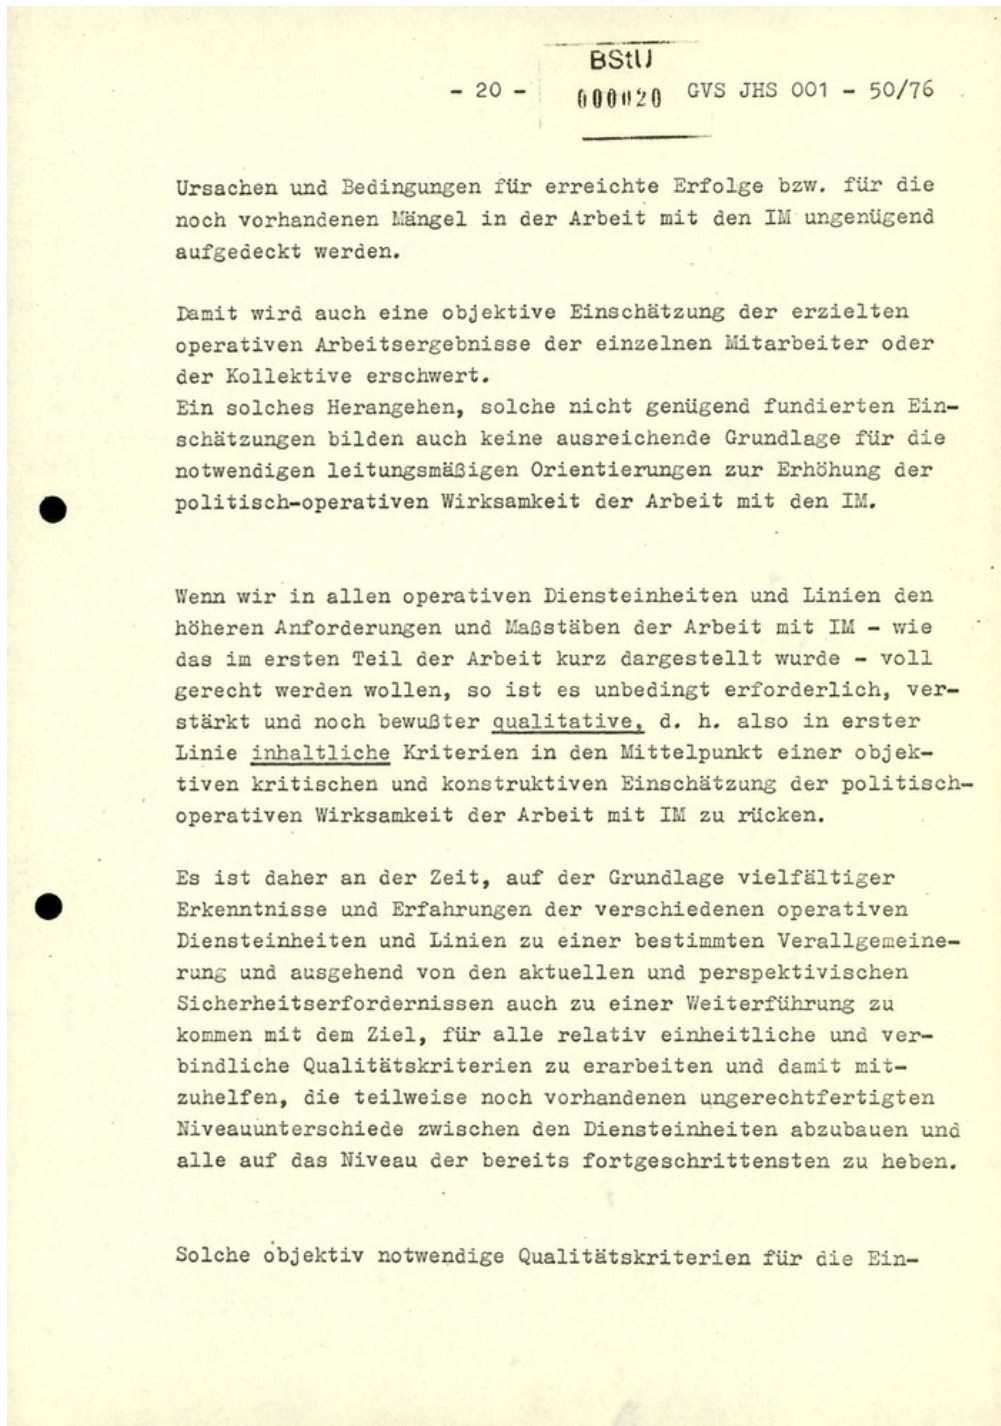 BStU
- 20 - 000020 GVS JHS 001 - 50/76
Ursachen und Bedingungen für erreichte Erfolge bzw. für die
noch vorhandenen Mängel in der Arbeit mit den IM ungenügend
aufgedeckt werden.
Damit wird auch eine objektive Einschätzung der erzielten
operativen Arbeitsergebnisse der einzelnen Mitarbeiter oder
der Kollektive erschwert.
Ein solches Herangehen, solche nicht genügend fundierten Ein-
schätzungen bilden auch keine ausreichende Grundlage für die
notwendigen leitungsmäßigen Orientierungen zur Erhöhung der
politisch-operativen Wirksamkeit der Arbeit mit den IM.
Wenn wir in allen operativen Diensteinheiten und Linien den
höheren Anforderungen und Maßstäben der Arbeit mit IM - wie
das im ersten Teil der Arbeit kurz dargestellt wurde - voll
gerecht werden wollen, so ist es unbedingt erforderlich, ver-
stärkt und noch bewußter qualitative, d. h. also in erster
Linie inhaltliche Kriterien in den Mittelpunkt einer objek-
tiven kritischen und konstruktiven Einschätzung der politisch-
operativen Wirksamkeit der Arbeit mit IM zu rücken.
Es ist daher an der Zeit, auf der Grundlage vielfältiger
Erkenntnisse und Erfahrungen der verschiedenen operativen
Diensteinheiten und Linien zu einer bestimmten Verallgemeine-
rung und ausgehend von den aktuellen und perspektivischen
Sicherheitserfordernissen auch zu einer Weiterführung zu
kommen mit dem Ziel, für alle relativ einheitliche und ver-
bindliche Qualitätskriterien zu erarbeiten und damit mit-
zuhelfen, die teilweise noch vorhandenen ungerechtfertigten
Niveauunterschiede zwischen den Diensteinheiten abzubauen und
alle auf das Niveau der bereits fortgeschrittensten zu heben.
Solche objektiv notwendige Qualitätskriterien für die Ein-